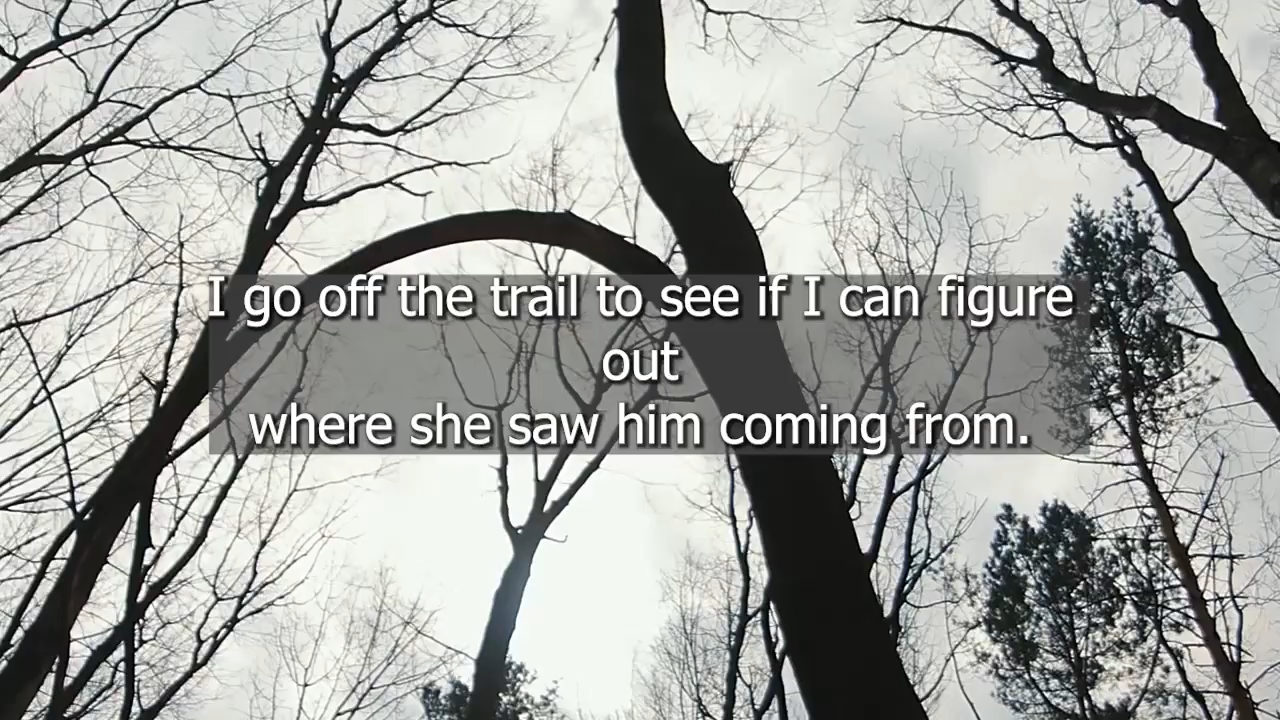 I go off the trail to see if I can figure
out
where she saw him coming from.